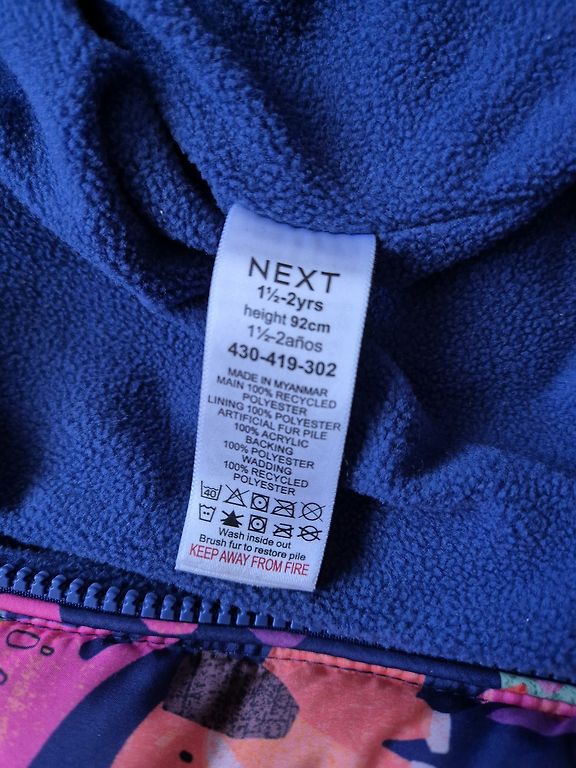 NEXT
1½-2yrs
height 92cm
1½-2años
430-419-302
MADE IN MYANMAR
MAIN 100% RECYCLED
POLYESTER
LINING 100% POLYESTER
ARTIFICIAL FUR PILE
100% ACRYLIC
BACKING
100% POLYESTER
WADDING
100% RECYCLED
POLYESTER
40
Wash inside out
Brush fur to restore pile
KEEP AWAY FROM FIRE